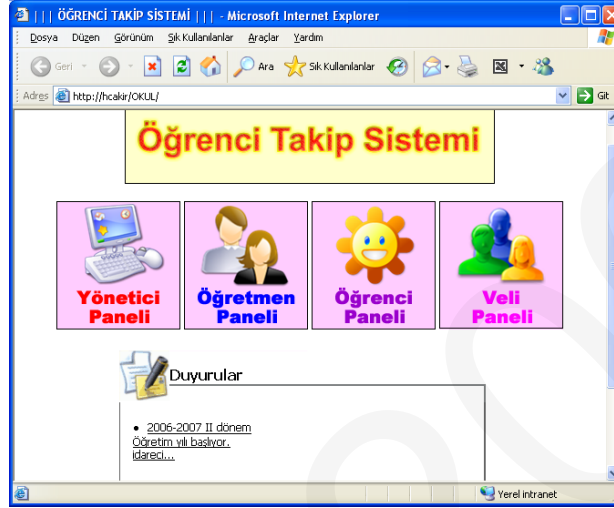 | | | ÖĞRENCİ TAKİP SİSTEMİ | | | - Microsoft Internet Explorer
Dosya Düzen Görünüm Sık Kullanılanlar Araçlar Yardım
Geri Ara Sık Kullanılanlar
Adres http://hcakir/OKUL/ Git
Öğrenci Takip Sistemi
Yönetici Paneli
Öğretmen Paneli
Öğrenci Paneli
Veli Paneli
Duyurular
• 2006-2007 II dönem
Öğretim yılı başlıyor.
idareci...
Yerel intranet